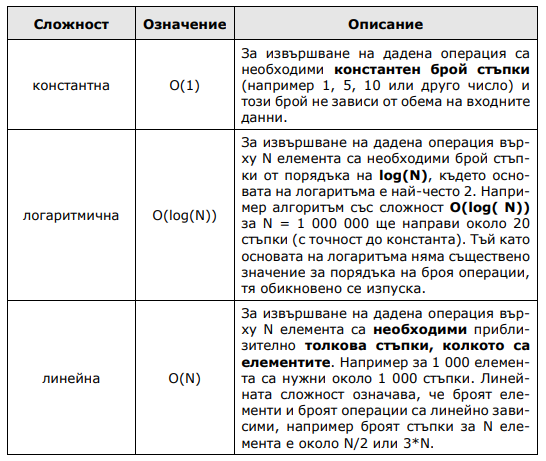 Сложност Означение Описание
константна O(1)
За извършване на дадена операция са
необходими константен брой стъпки
(например 1, 5, 10 или друго число) и
този брой не зависи от обема на входните
данни.
логаритмична O(log(N))
За извършване на дадена операция вър-
ху N елемента са необходими брой стъп-
ки от порядъка на log(N), където осно-
вата на логаритъма е най-често 2. Напри-
мер алгоритъм със сложност O(log( N))
за N = 1 000 000 ще направи около 20
стъпки (с точност до константа). Тъй като
основата на логаритъма няма съществено
значение за порядъка на броя операции,
тя обикновено се изпуска.
линейна O(N)
За извършване на дадена операция вър-
ху N елемента са необходими прибли-
зително толкова стъпки, колкото са
елементите. Например за 1 000 елемен-
та са нужни около 1 000 стъпки. Линей-
ната сложност означава, че броят еле-
менти и броят операции са линейно зави-
сими, например броят стъпки за N еле-
мента е около N/2 или 3*N.